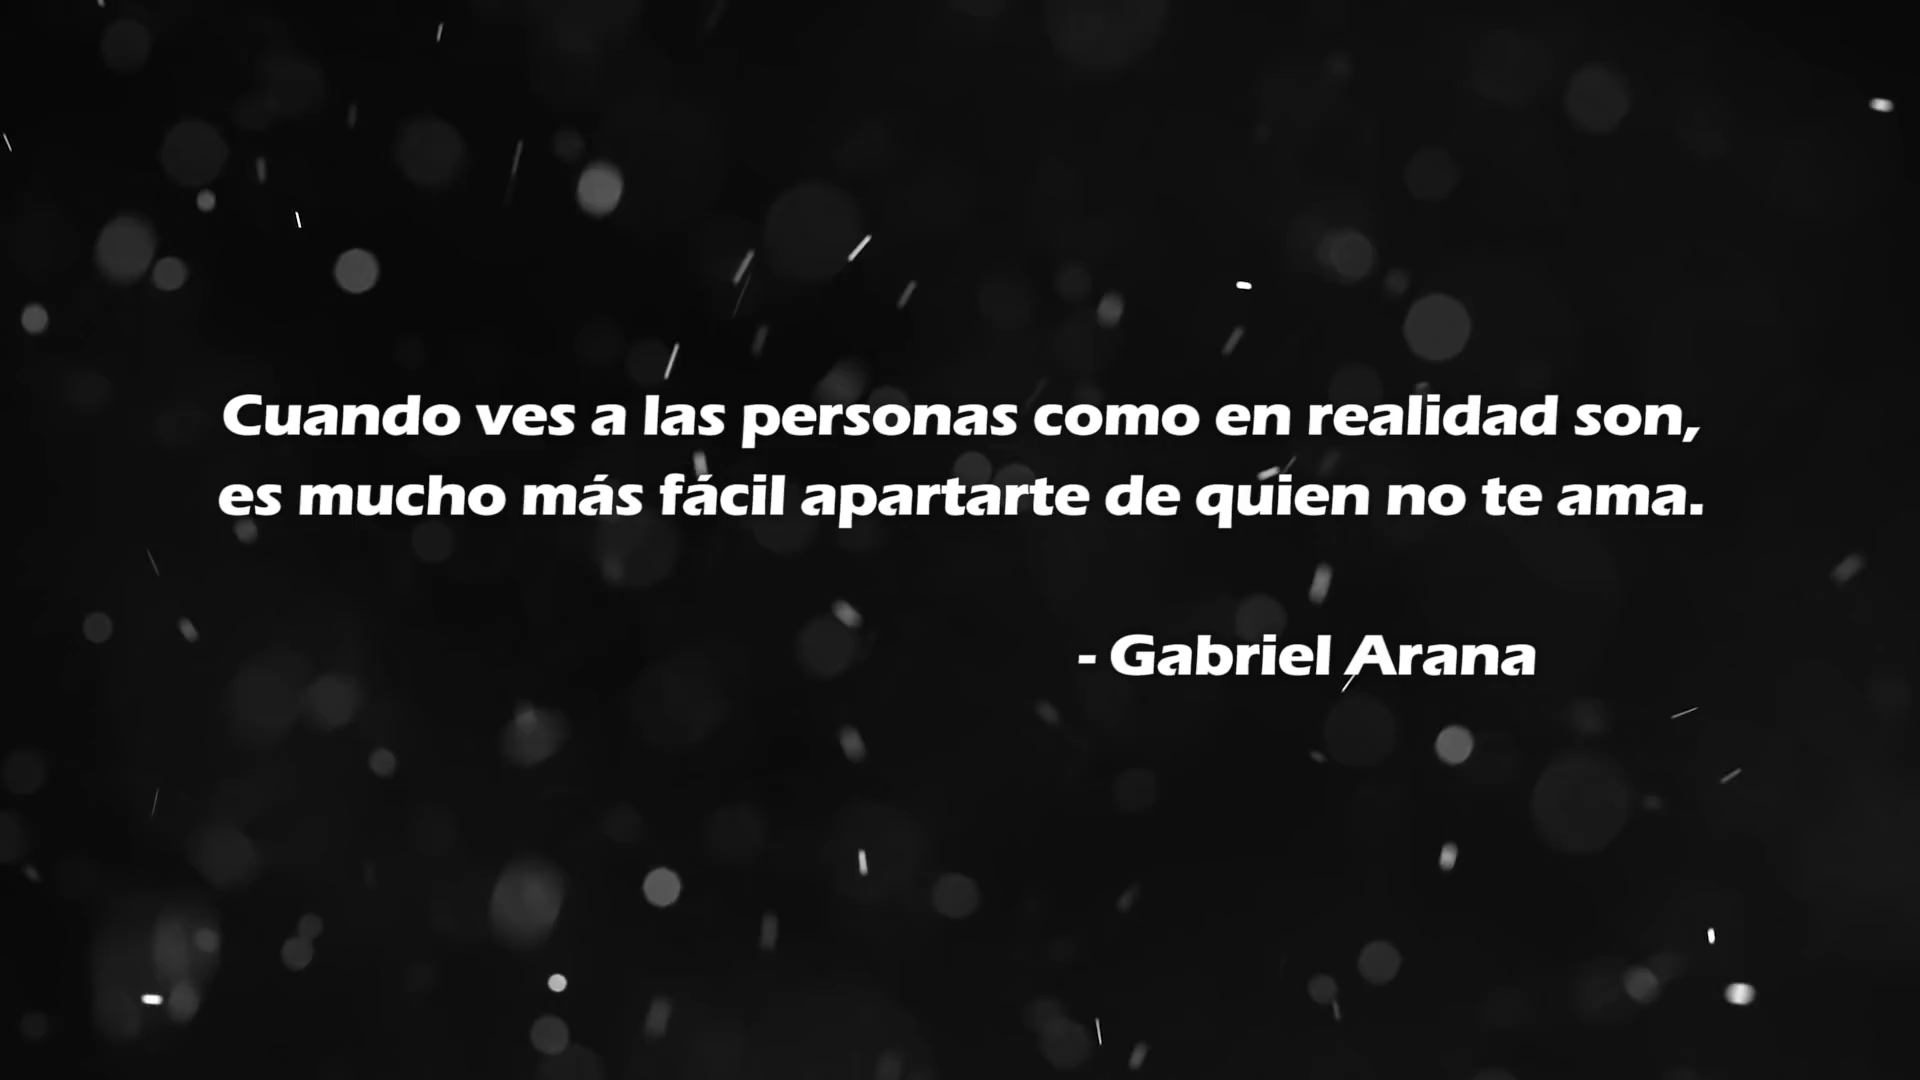 Cuando ves a las personas como en realidad son,
es mucho más fácil apartarte de quien no te ama.
- Gabriel Arana